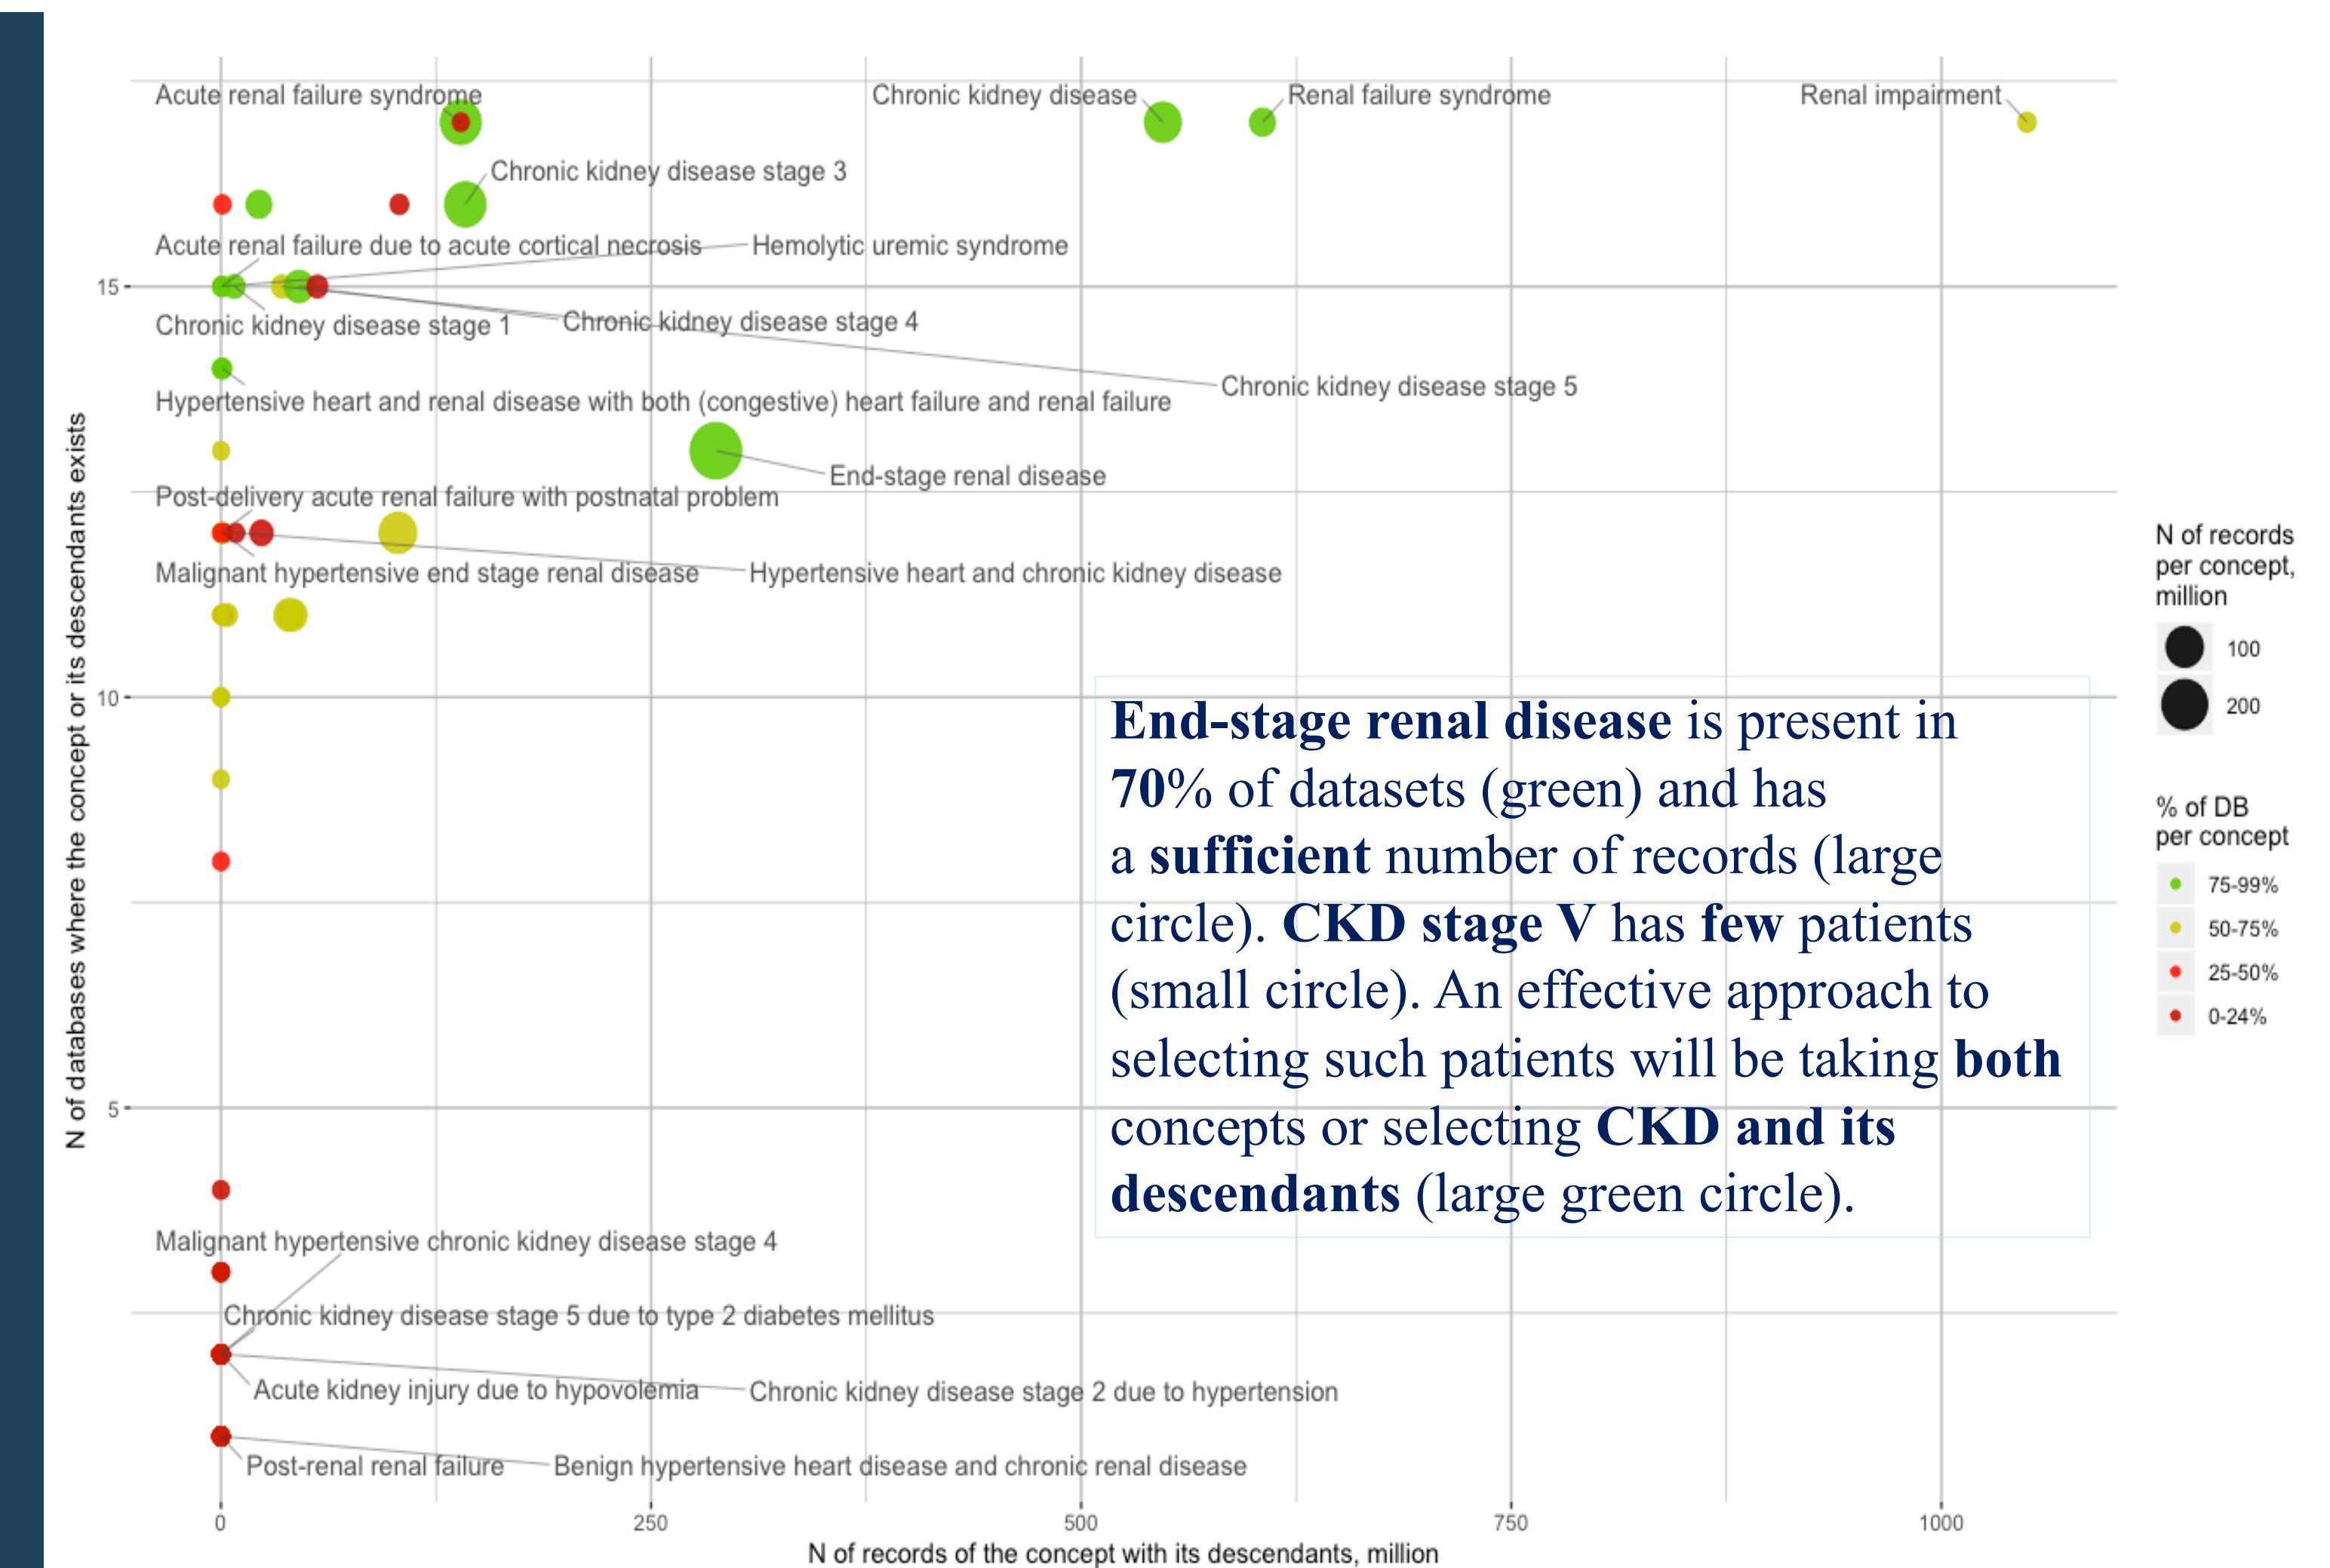 Acute renal failure syndrome
Chronic kidney disease
Renal failure syndrome
Renal impairment
Chronic kidney disease stage 3
Acute renal failure due to acute cortical necrosis
Hemolytic uremic syndrome
15
Chronic kidney disease stage 1
Chronic kidney disease stage 4
Chronic kidney disease stage 5
Hypertensive heart and renal disease with both (congestive) heart failure and renal failure
End-stage renal disease
Post-delivery acute renal failure with postnatal problem
Malignant hypertensive end stage renal disease
Hypertensive heart and chronic kidney disease
10
5
N of databases where the concept or its descendants exists
End-stage renal disease is present in
70% of datasets (green) and has
a sufficient number of records (large
circle). CKD stage V has few patients
(small circle). An effective approach to
selecting such patients will be taking both
concepts or selecting CKD and its
descendants (large green circle).
Malignant hypertensive chronic kidney disease stage 4
Chronic kidney disease stage 5 due to type 2 diabetes mellitus
Acute kidney injury due to hypovolemia
Chronic kidney disease stage 2 due to hypertension
Post-renal renal failure
Benign hypertensive heart disease and chronic renal disease
0
250
500
750
1000
N of records of the concept with its descendants, million
N of records
per concept,
million
100
200
% of DB
per concept
75-99%
50-75%
25-50%
0-24%